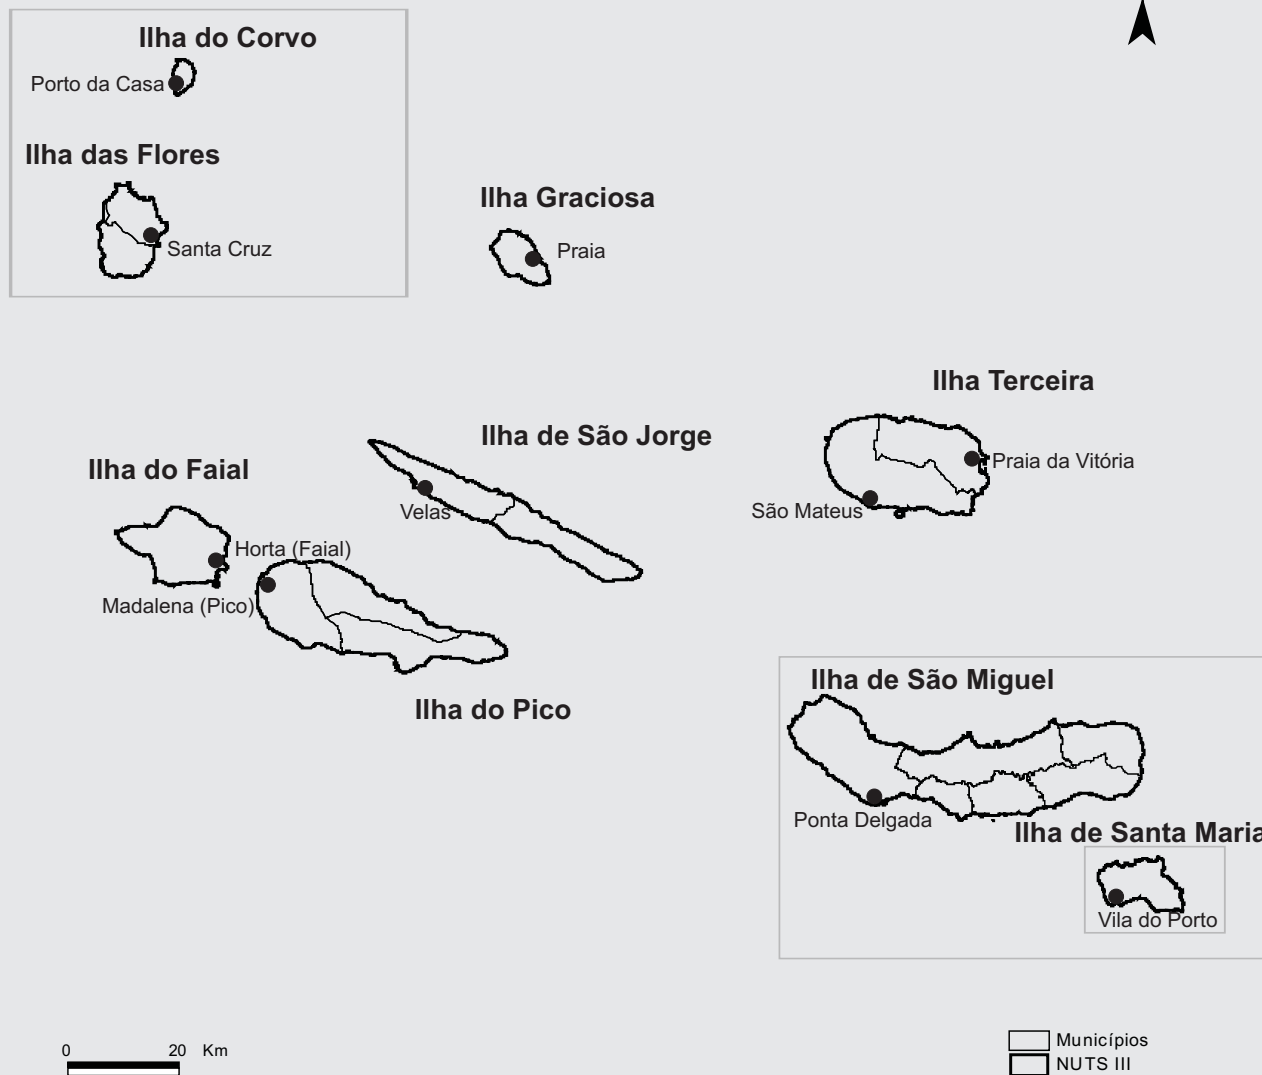 Ilha do Corvo
Porto da Casa
Ilha das Flores
Santa Cruz
Ilha Graciosa
Praia
Ilha Terceira
Praia da Vitória
São Mateus
Ilha de São Jorge
Velas
Ilha do Faial
Horta (Faial)
Madalena (Pico)
Ilha do Pico
Ilha de São Miguel
Ponta Delgada
Ilha de Santa Maria
Vila do Porto
0 20 Km
Municípios
NUTS III